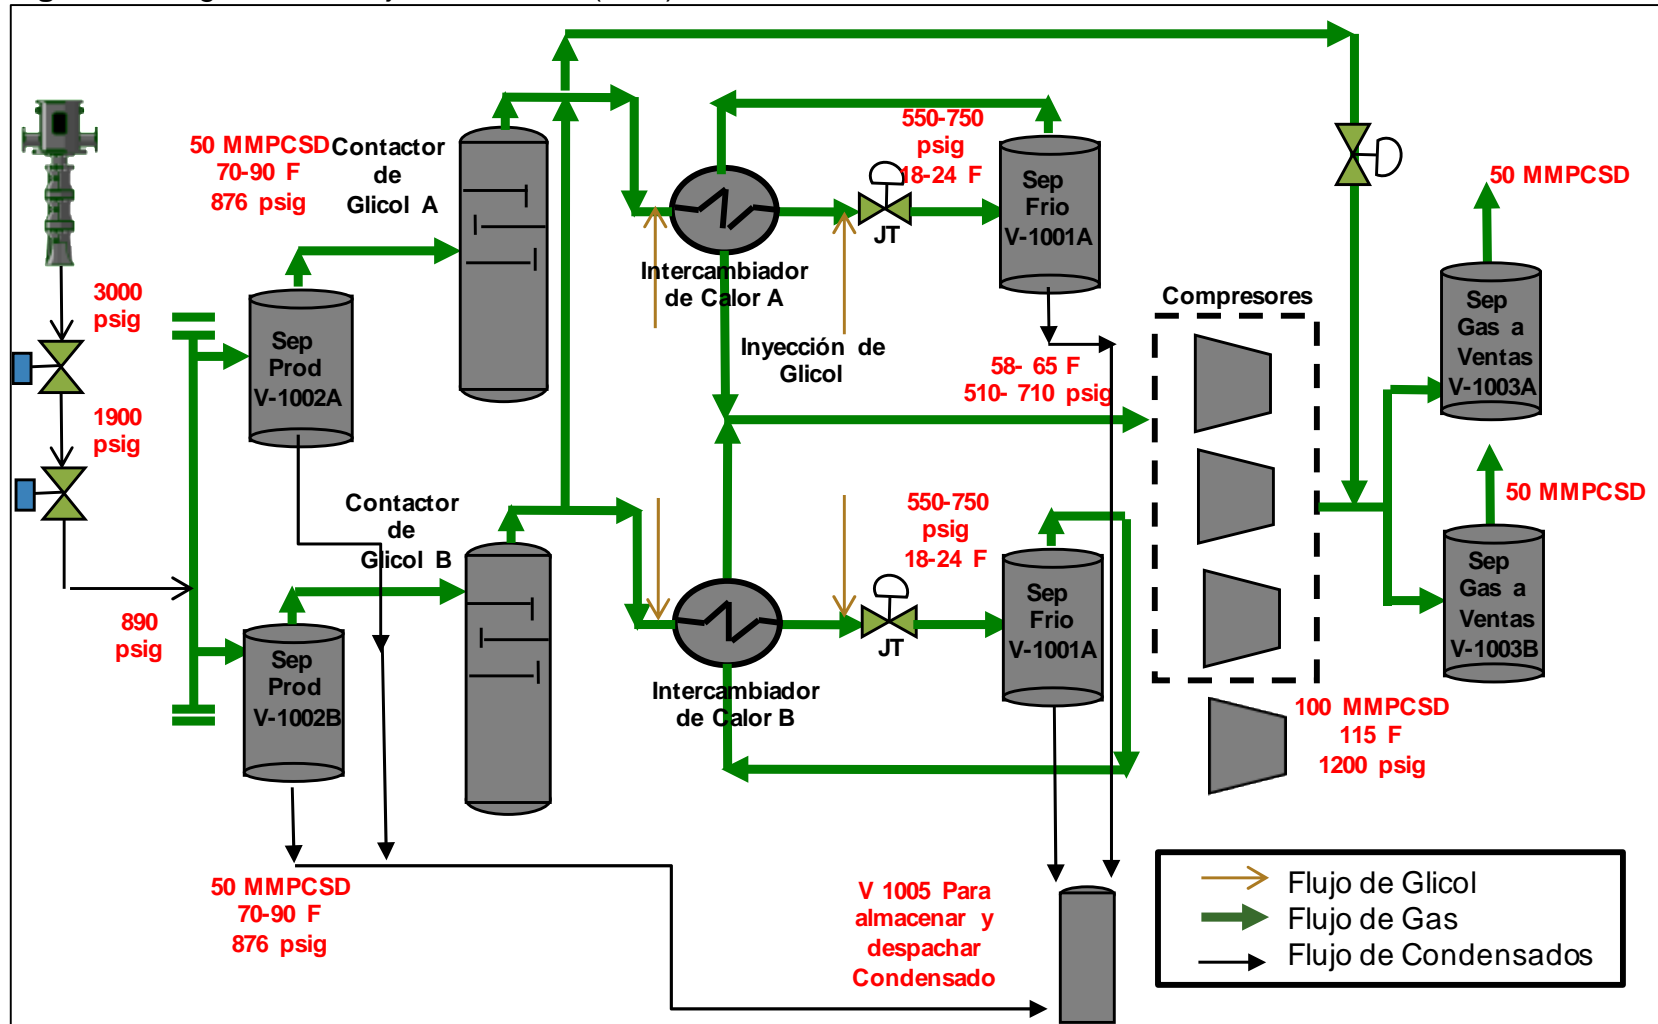 50 MMPCSD
70-90 F
876 psig
Contactor
de
Glicol A
550-750
psig
18-24 F
Sep
Frio
V-1001A
JT
50 MMPCSD
3000
psig
Sep
Prod
V-1002A
Intercambiador
de Calor A
Inyección de
Glicol
58- 65 F
510- 710 psig
Compresores
Sep
Gas a
Ventas
V-1003A
1900
psig
Contactor
de
Glicol B
550-750
psig
18-24 F
50 MMPCSD
Sep
Gas a
Ventas
V-1003B
890
psig
Sep
Prod
V-1002B
Sep
Frio
V-1001A
JT
Intercambiador
de Calor B
100 MMPCSD
115 F
1200 psig
50 MMPCSD
70-90 F
876 psig
V 1005 Para
almacenar y
despachar
Condensado
Flujo de Glicol
Flujo de Gas
Flujo de Condensados